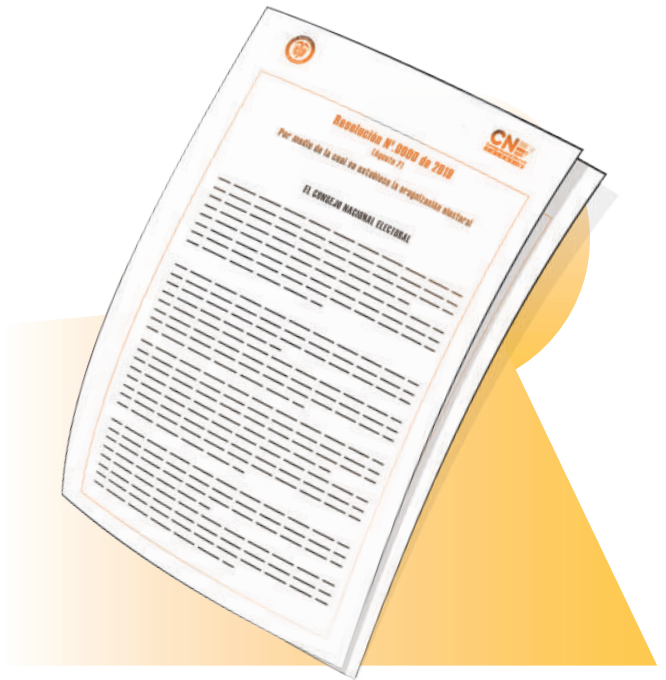 CNE
Resolución Nº.0000 de 2019
(Agosto 2)
Por medio de la cual se establece la organización electoral
EL CONSEJO NACIONAL ELECTORAL